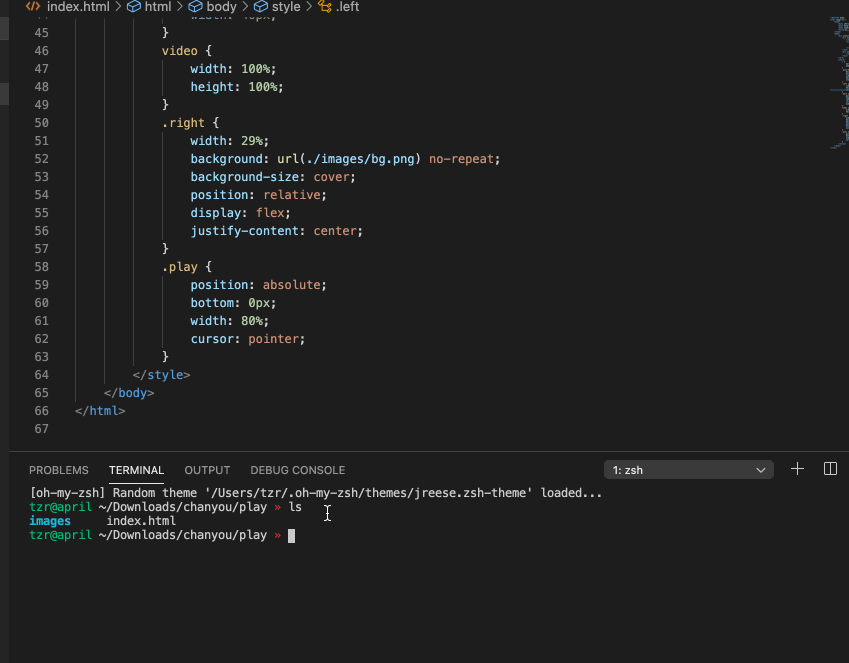 index.html > html > body > style > .left
45 }
46 video {
47 width: 100%;
48 height: 100%;
49 }
50 .right {
51 width: 29%;
52 background: url(./images/bg.png) no-repeat;
53 background-size: cover;
54 position: relative;
55 display: flex;
56 justify-content: center;
57 }
58 .play {
59 position: absolute;
60 bottom: 0px;
61 width: 80%;
62 cursor: pointer;
63 }
64 </style>
65 </body>
66 </html>
67
PROBLEMS TERMINAL OUTPUT DEBUG CONSOLE 1: zsh
[oh-my-zsh] Random theme '/Users/tzr/.oh-my-zsh/themes/jreese.zsh-theme' loaded...
tzr@april ~/Downloads/chanyou/play » ls
images index.html
tzr@april ~/Downloads/chanyou/play »